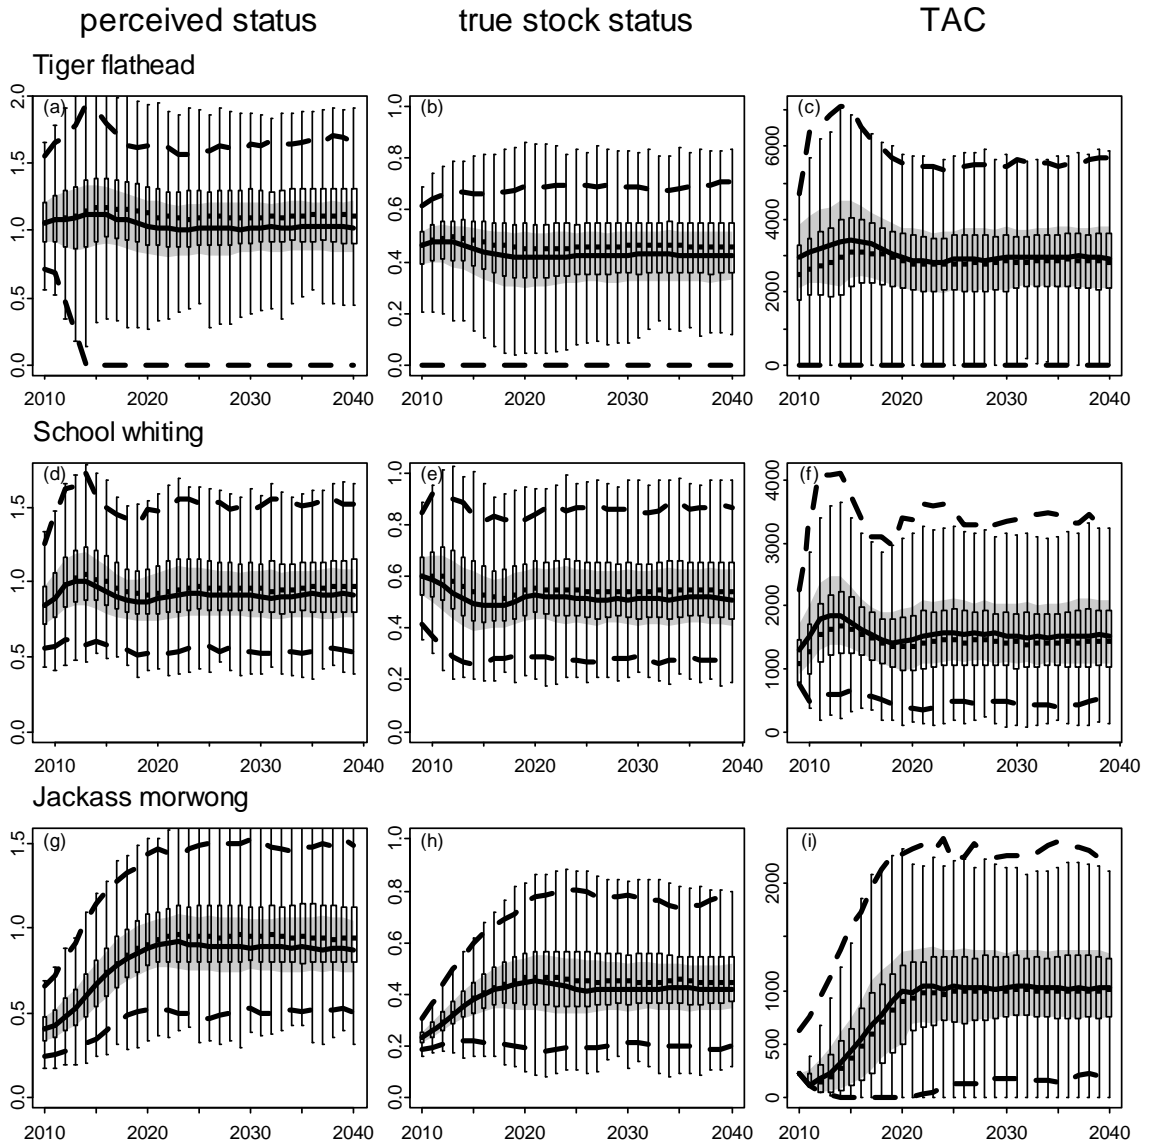 perceived status true stock status TAC
Tiger flathead
(a) (b) (c)
2.0 1.5 1.0 0.5 0.0
1.0 0.8 0.6 0.4 0.2 0.0
6000 4000 3000 2000 0
2010 2020 2030 2040 2010 2020 2030 2040 2010 2020 2030 2040
School whiting
(d) (e) (f)
1.5 1.0 0.5 0.0
1.0 0.8 0.6 0.4 0.2 0.0
4000 3000 2000 1000 0
2010 2020 2030 2040 2010 2020 2030 2040 2010 2020 2030 2040
Jackass morwong
(g) (h) (i)
1.5 1.0 0.5 0.0
1.0 0.8 0.6 0.4 0.2 0.0
2000 1000 500 0
2010 2020 2030 2040 2010 2020 2030 2040 2010 2020 2030 2040